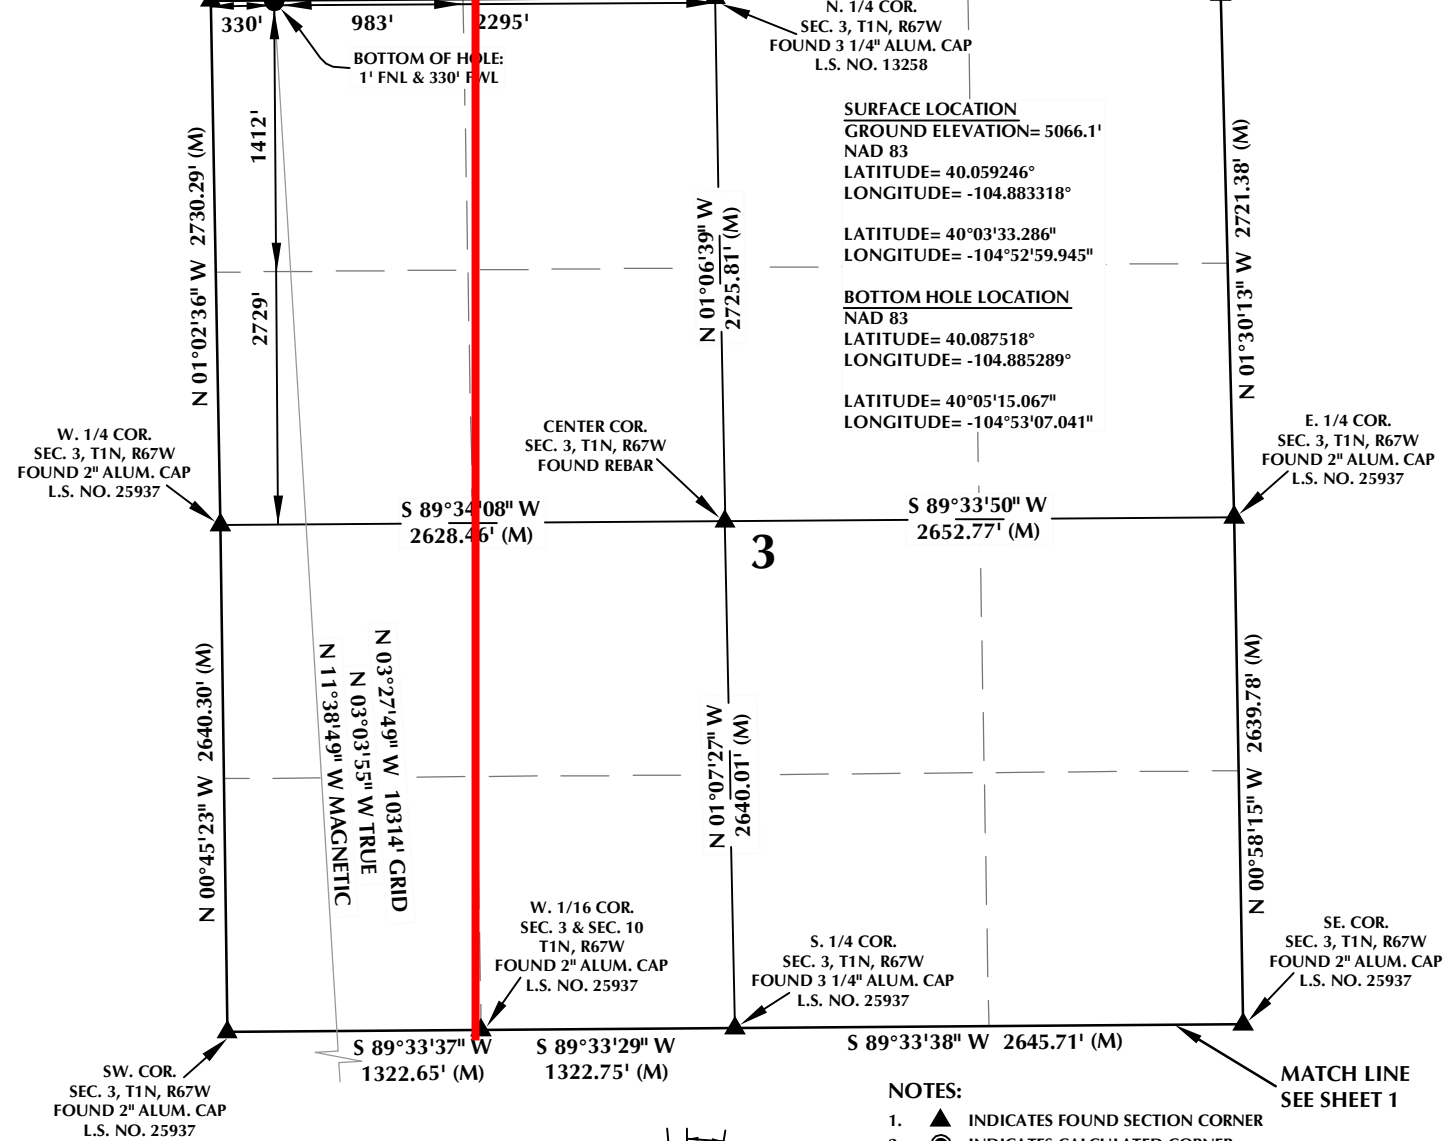 330'
983'
2295'
BOTTOM OF HOLE:
1' FNL & 330' FWL
N. 1/4 COR.
SEC. 3, T1N, R67W
FOUND 3 1/4" ALUM. CAP
L.S. NO. 13258
SURFACE LOCATION
GROUND ELEVATION= 5066.1'
NAD 83
LATITUDE= 40.059246°
LONGITUDE= -104.883318°
LATITUDE= 40°03'33.286"
LONGITUDE= -104°52'59.945"
BOTTOM HOLE LOCATION
NAD 83
LATITUDE= 40.087518°
LONGITUDE= -104.885289°
LATITUDE= 40°05'15.067"
LONGITUDE= -104°53'07.041"
1412'
2729'
N 01°02'36" W 2730.29' (M)
N 01°06'39" W
2725.81' (M)
N 01°30'13" W 2721.38' (M)
W. 1/4 COR.
SEC. 3, T1N, R67W
FOUND 2" ALUM. CAP
L.S. NO. 25937
CENTER COR.
SEC. 3, T1N, R67W
FOUND REBAR
E. 1/4 COR.
SEC. 3, T1N, R67W
FOUND 2" ALUM. CAP
L.S. NO. 25937
S 89°34'08" W
2628.46' (M)
S 89°33'50" W
2652.77' (M)
3
N 03°27'49" W 10314' GRID
N 03°03'55" W TRUE
N 11°38'49" W MAGNETIC
N 00°45'23" W 2640.30' (M)
N 01°07'27" W
2640.01' (M)
N 00°58'15" W 2639.78' (M)
W. 1/16 COR.
SEC. 3 & SEC. 10
T1N, R67W
FOUND 2" ALUM. CAP
L.S. NO. 25937
S. 1/4 COR.
SEC. 3, T1N, R67W
FOUND 3 1/4" ALUM. CAP
L.S. NO. 25937
SE. COR.
SEC. 3, T1N, R67W
FOUND 2" ALUM. CAP
L.S. NO. 25937
S 89°33'37" W
1322.65' (M)
S 89°33'29" W
1322.75' (M)
S 89°33'38" W 2645.71' (M)
SW. COR.
SEC. 3, T1N, R67W
FOUND 2" ALUM. CAP
L.S. NO. 25937
MATCH LINE
SEE SHEET 1
NOTES:
1. INDICATES FOUND SECTION CORNER
2. INDICATES CALCULATED CORNER